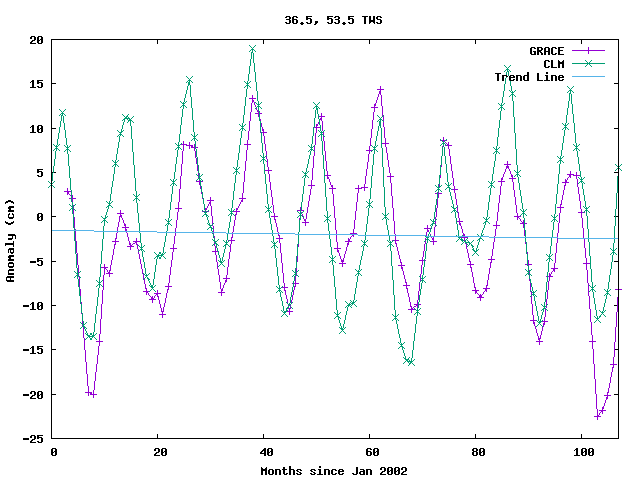 36.5, 53.5 TWS
GRACE
CLM
Trend Line
20
15
10
5
0
-5
-10
-15
-20
-25
Anomaly (cm)
0 20 40 60 80 100
Months since Jan 2002